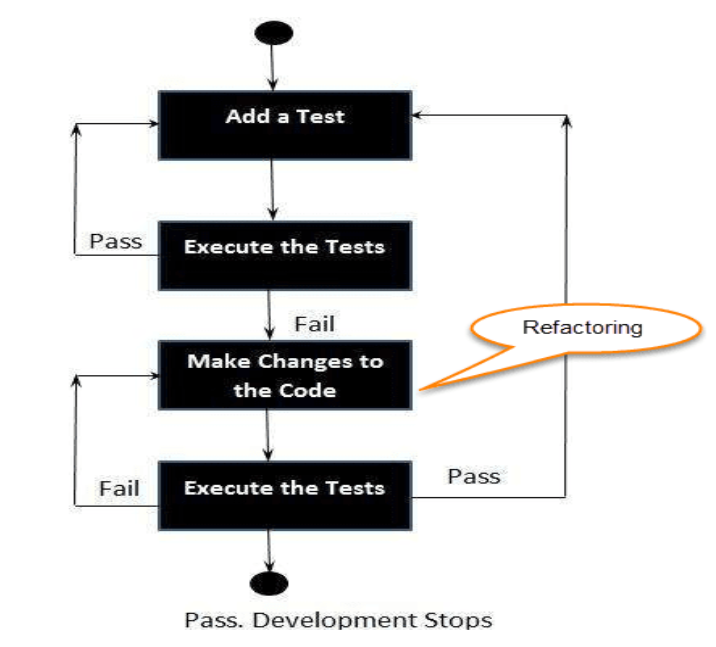 Add a Test
Pass
Execute the Tests
Fail
Refactoring
Make Changes to
the Code
Fail
Execute the Tests
Pass
Pass. Development Stops